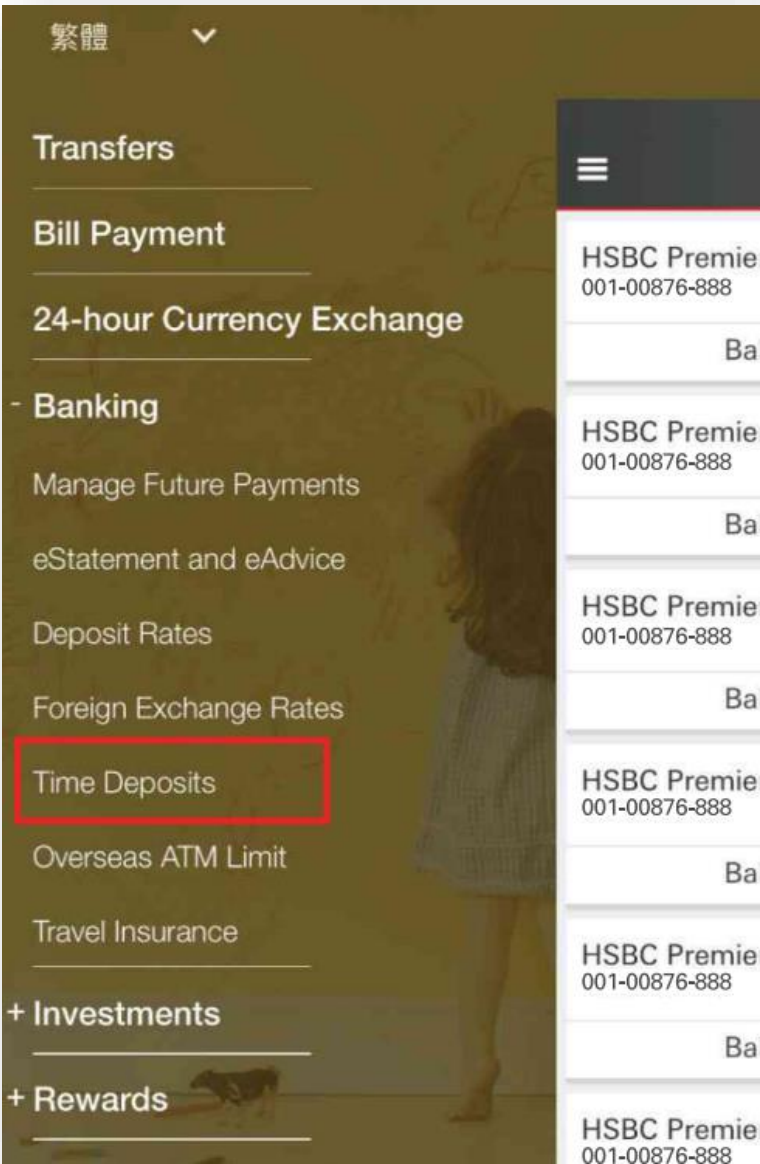 繁體
Transfers
Bill Payment
24-hour Currency Exchange
- Banking
Manage Future Payments
eStatement and eAdvice
Deposit Rates
Foreign Exchange Rates
Time Deposits
Overseas ATM Limit
Travel Insurance
+ Investments
+ Rewards
HSBC Premie
001-00876-888
Ba
HSBC Premie
001-00876-888
Ba
HSBC Premie
001-00876-888
Ba
HSBC Premie
001-00876-888
Ba
HSBC Premie
001-00876-888
Ba
HSBC Premie
001-00876-888